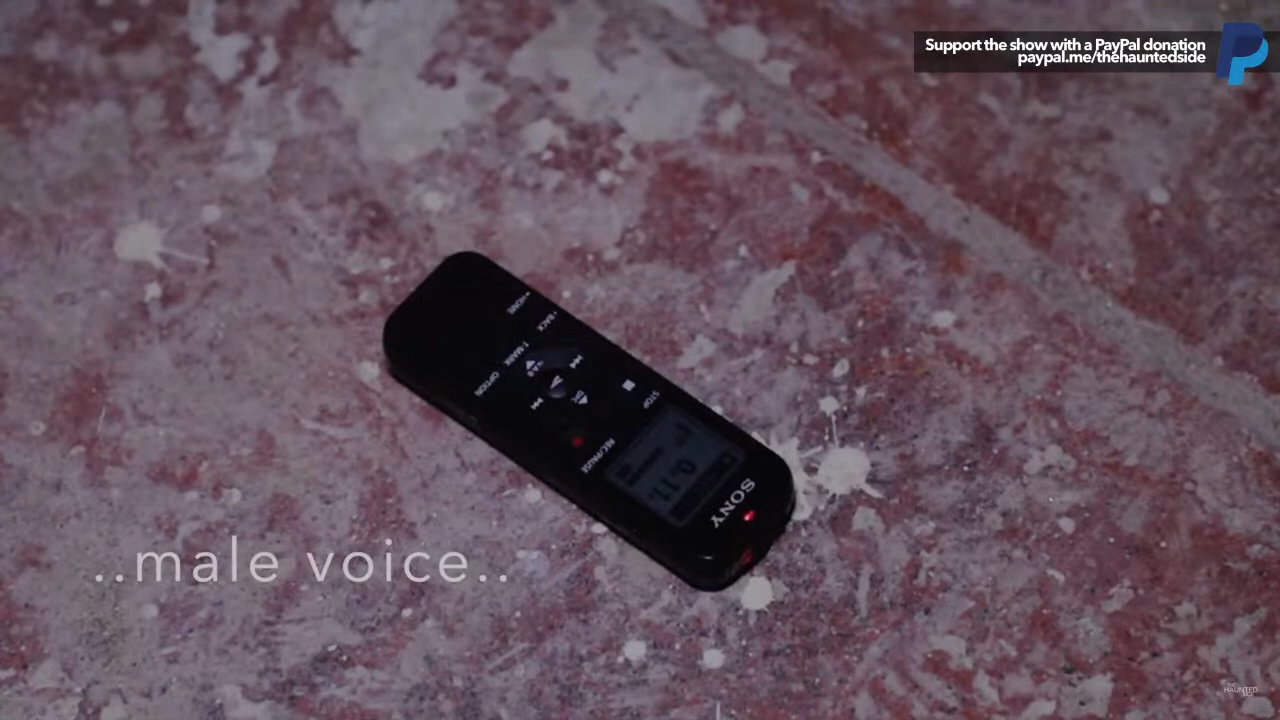 Support the show with a PayPal donation
paypal.me/thehauntedside
HOME
BACK
T-MARK
OPTION
STOP
REC/PAUSE
SONY
..male voice..
HAUNTED